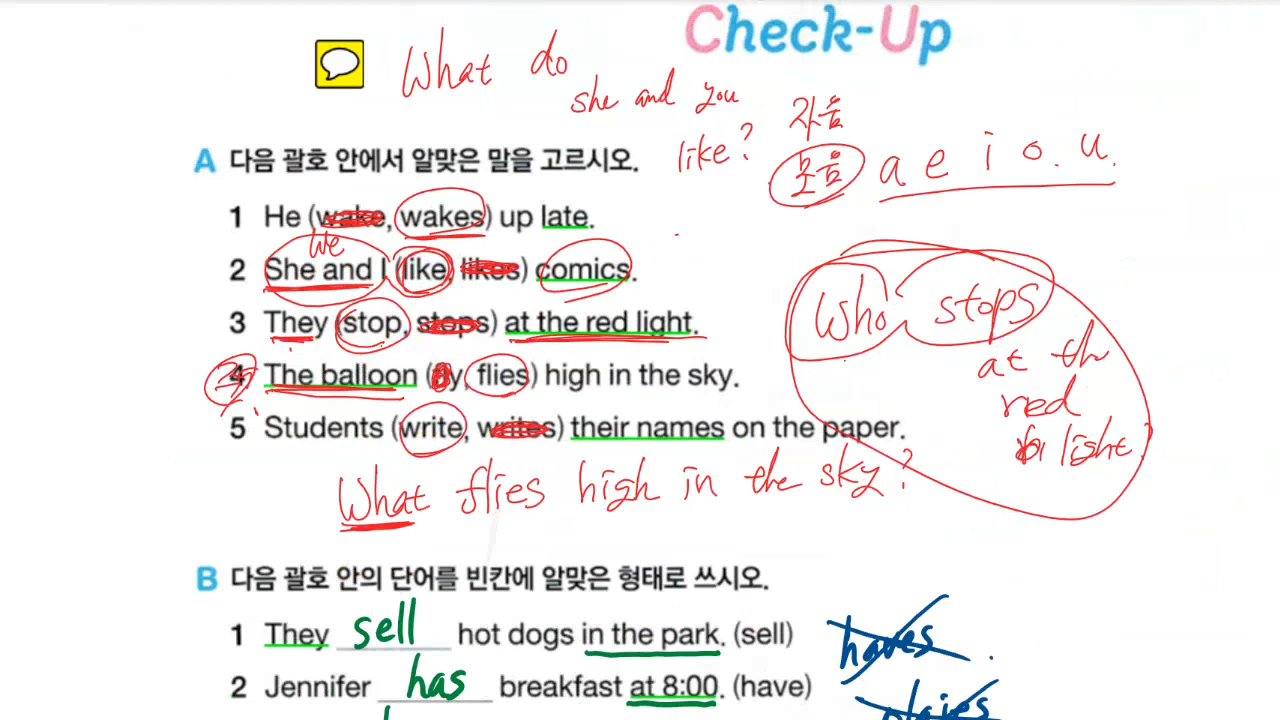 Check-Up
What do
she and you
like?
자음
모음 a e i o. u.
A 다음 괄호 안에서 알맞은 말을 고르시오.
1 He (wake, wakes) up late.
We
2 She and I (like, likes) comics.
3 They (stop, stops) at the red light.
4 The balloon (fly, flies) high in the sky.
5 Students (write, writes) their names on the paper.
Who stops
at th
red
light?
What flies high in the sky?
B 다음 괄호 안의 단어를 빈칸에 알맞은 형태로 쓰시오.
1 They sell hot dogs in the park. (sell)
haves
2 Jennifer has breakfast at 8:00. (have)